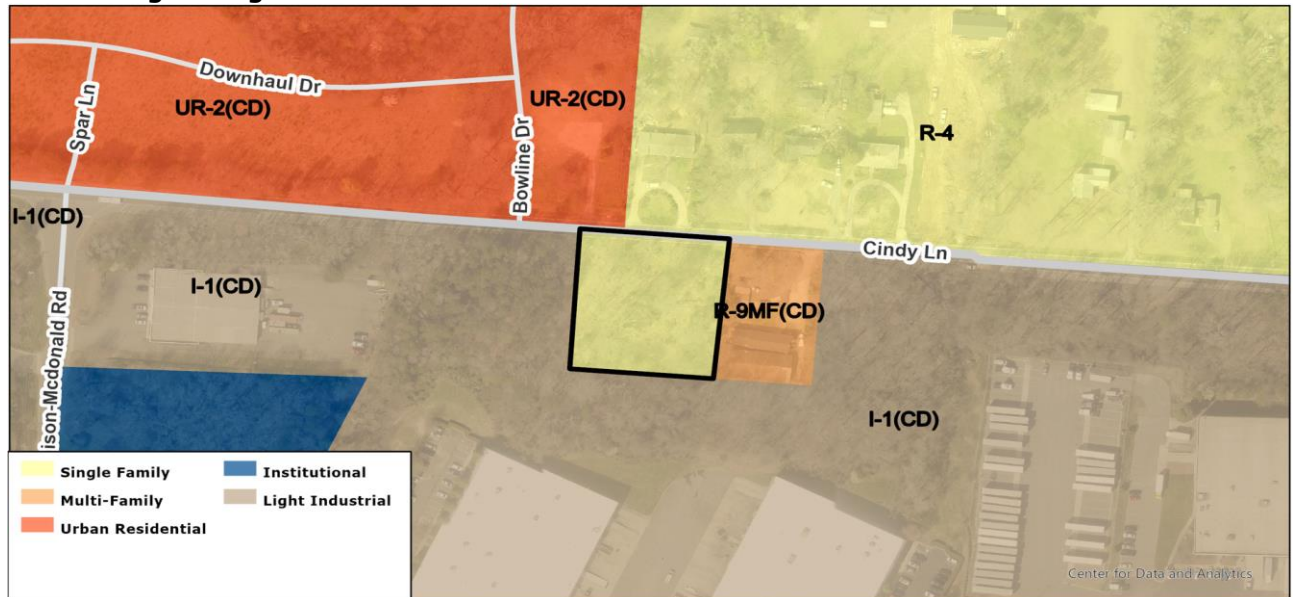 Downhaul Dr
UR-2(CD)
UR-2(CD)
Spar Ln
Bowline Dr
R-4
I-1(CD)
I-1(CD)
Cindy Ln
R-9MF(CD)
I-1(CD)
ison-Mcdonald Rd
Single Family
Multi-Family
Urban Residential
Institutional
Light Industrial
Center for Data and Analytics